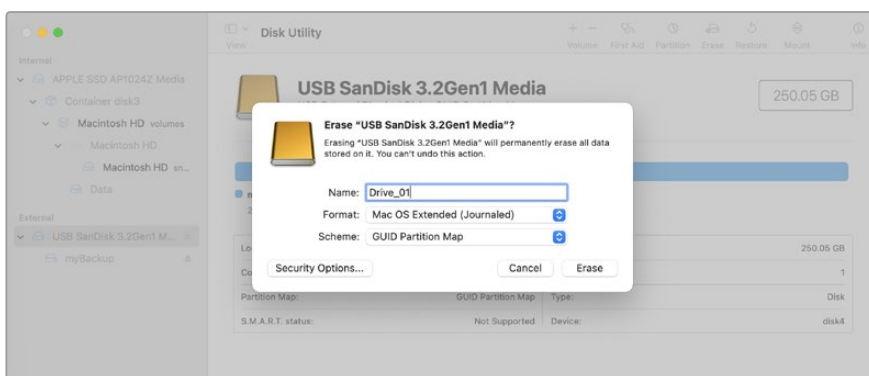 Disk Utility
View
Volume First Aid Partition Erase Restore Mount Info
Internal
APPLE SSD AP1024Z Media
Container disk3
Macintosh HD volumes
Macintosh HD
Macintosh HD sn...
Data
External
USB SanDisk 3.2Gen1 M...
myBackup
USB SanDisk 3.2Gen1 Media
250.05 GB
Erase “USB SanDisk 3.2Gen1 Media”?
Erasing “USB SanDisk 3.2Gen1 Media” will permanently erase all data
stored on it. You can’t undo this action.
Name: Drive_01
Format: Mac OS Extended (Journaled)
Scheme: GUID Partition Map
Security Options... Cancel Erase
250.05 GB
1
Partition Map: GUID Partition Map Type: Disk
S.M.A.R.T. status: Not Supported Device: disk4